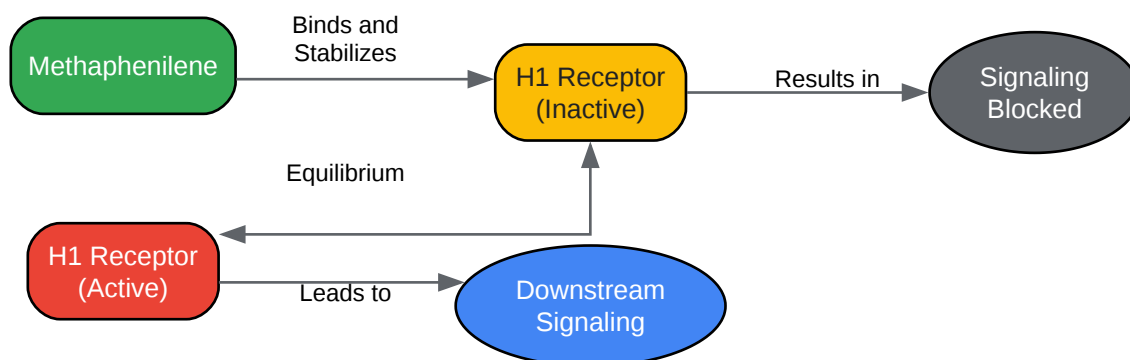 Methaphenilene
Binds and
Stabilizes
H1 Receptor
(Inactive)
Results in
Signaling
Blocked
Equilibrium
H1 Receptor
(Active)
Leads to
Downstream
Signaling